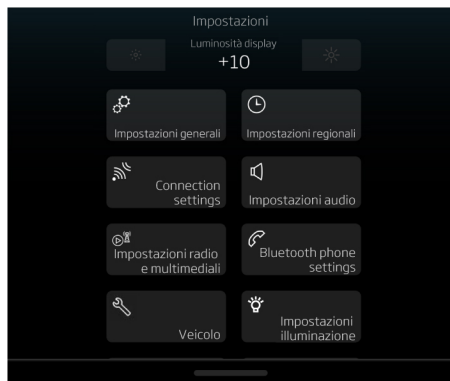 Impostazioni
Luminosità display
+10
Impostazioni generali
Impostazioni regionali
Connection
settings
Impostazioni audio
Impostazioni radio
e multimediali
Bluetooth phone
settings
Veicolo
Impostazioni
illuminazione